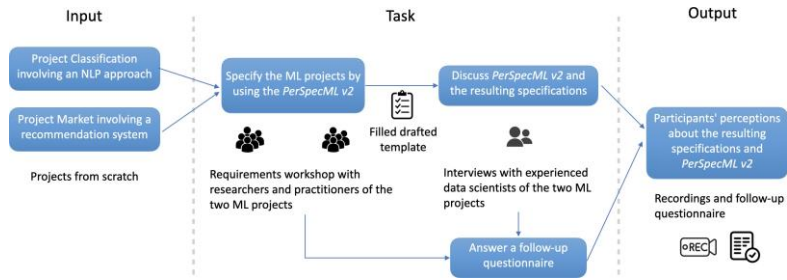 Input
Task
Output
Project Classification
involving an NLP approach
Project Market involving a
recommendation system
Projects from scratch
Specify the ML projects by
using the PerSpecML v2
Filled drafted
template
Requirements workshop with
researchers and practitioners of the
two ML projects
Discuss PerSpecML v2 and
the resulting specifications
Interviews with experienced
data scientists of the two ML
projects
Answer a follow-up
questionnaire
Participants' perceptions
about the resulting
specifications and
PerSpecML v2
Recordings and follow-up
questionnaire
REC